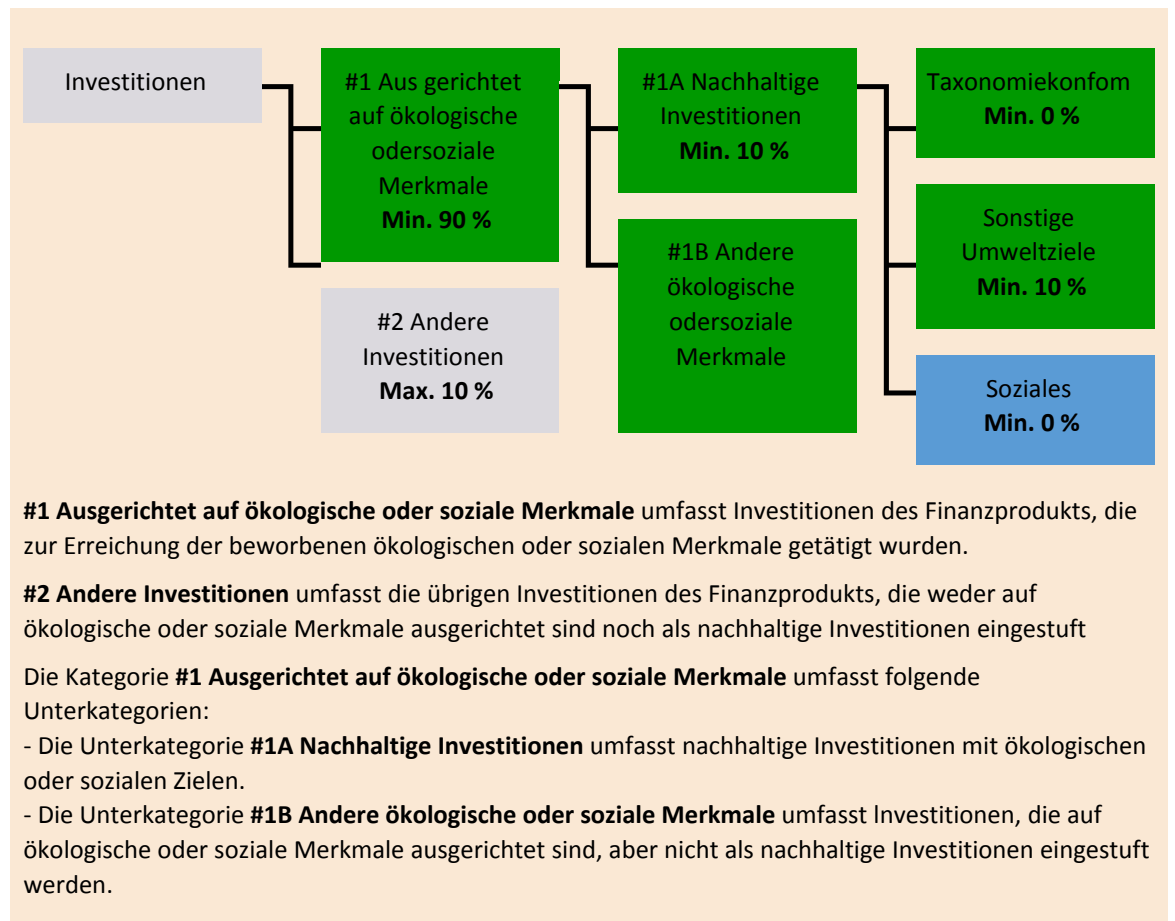 Investitionen
#1 Aus gerichtet
auf ökologische
odersoziale
Merkmale
Min. 90 %
#2 Andere
Investitionen
Max. 10 %
#1A Nachhaltige
Investitionen
Min. 10 %
#1B Andere
ökologische
odersoziale
Merkmale
Taxonomiekonfom
Min. 0 %
Sonstige
Umweltziele
Min. 10 %
Soziales
Min. 0 %
#1 Ausgerichtet auf ökologische oder soziale Merkmale umfasst Investitionen des Finanzprodukts, die
zur Erreichung der beworbenen ökologischen oder sozialen Merkmale getätigt wurden.
#2 Andere Investitionen umfasst die übrigen Investitionen des Finanzprodukts, die weder auf
ökologische oder soziale Merkmale ausgerichtet sind noch als nachhaltige Investitionen eingestuft
Die Kategorie #1 Ausgerichtet auf ökologische oder soziale Merkmale umfasst folgende
Unterkategorien:
- Die Unterkategorie #1A Nachhaltige Investitionen umfasst nachhaltige Investitionen mit ökologischen
oder sozialen Zielen.
- Die Unterkategorie #1B Andere ökologische oder soziale Merkmale umfasst lnvestitionen, die auf
ökologische oder soziale Merkmale ausgerichtet sind, aber nicht als nachhaltige Investitionen eingestuft
werden.